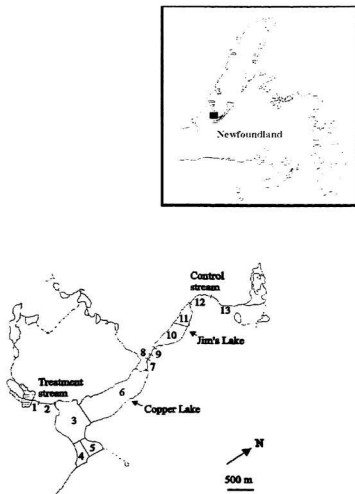 Newfoundland
Control
stream
12
13
11
10
Jim's Lake
8
9
7
Treatment
stream
6
1
2
Copper Lake
3
5
4
N
500 m